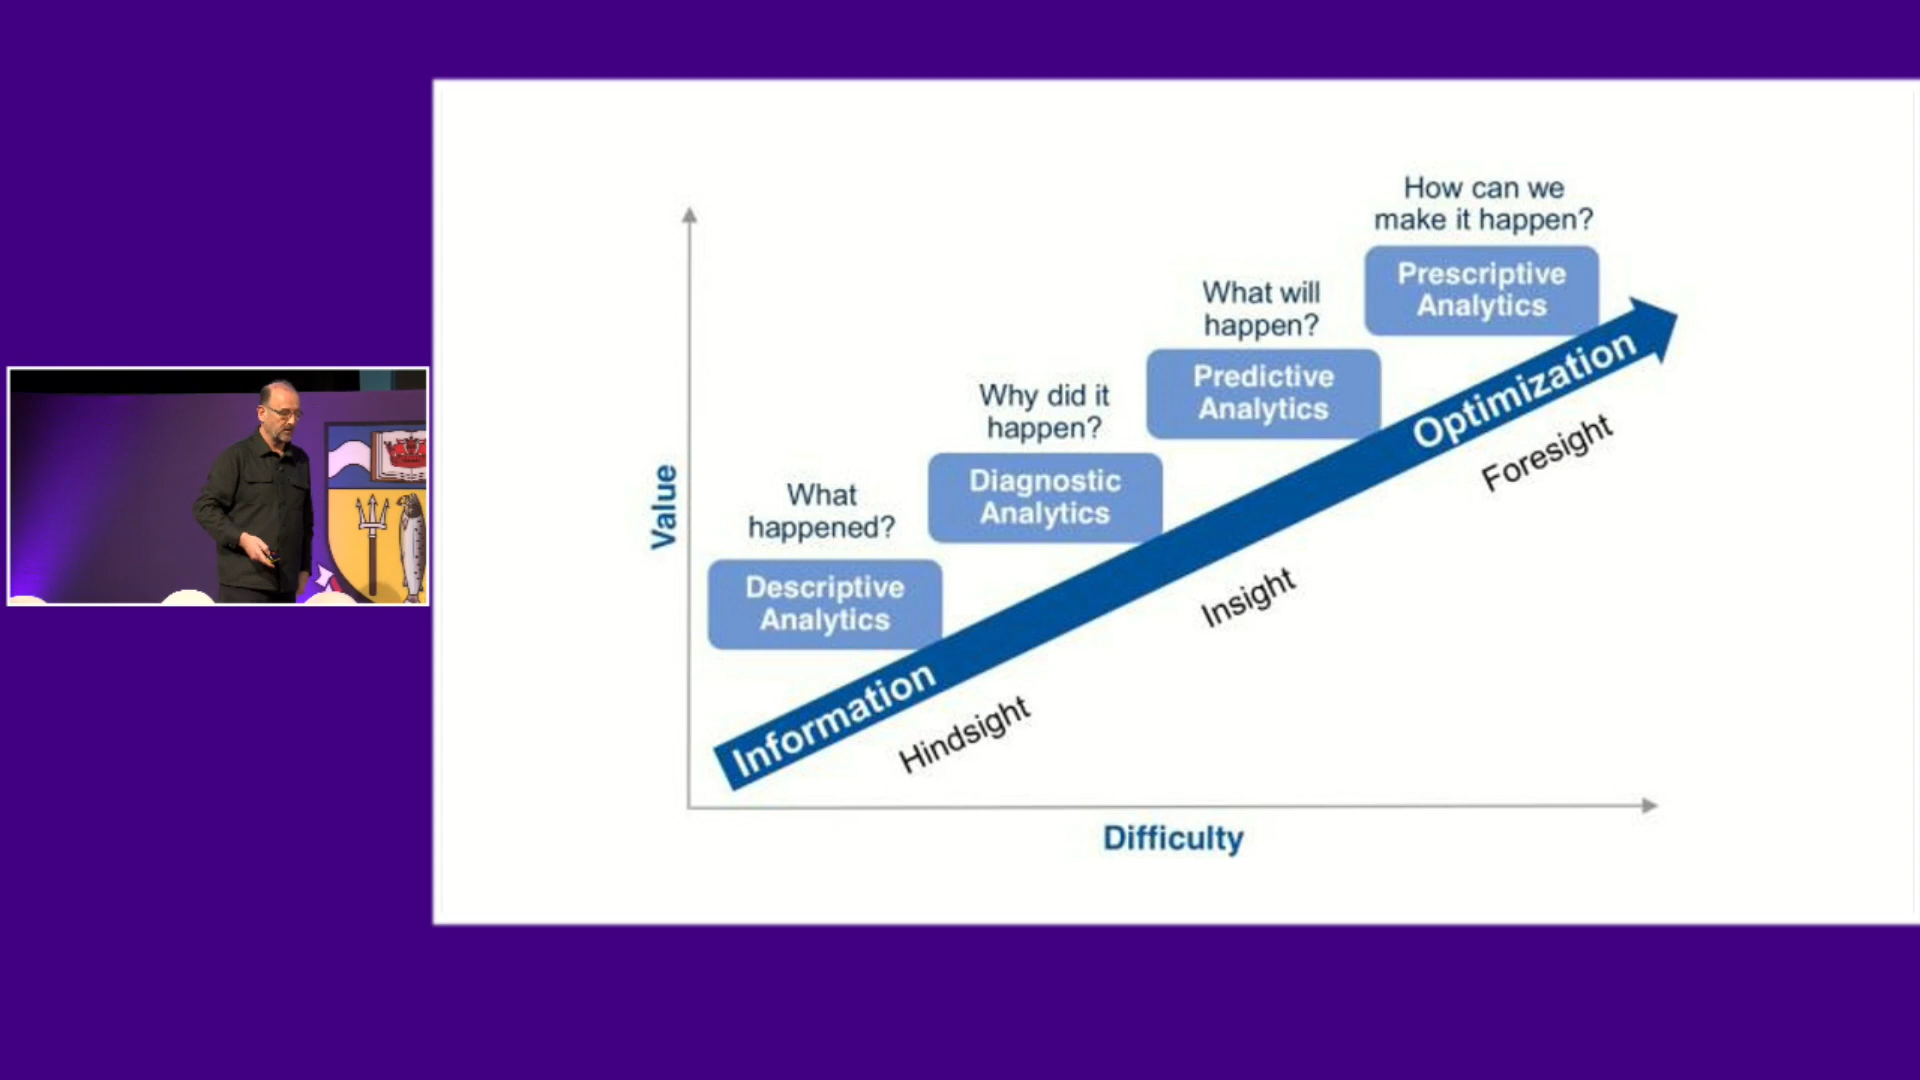 How can we
make it happen?
Prescriptive
Analytics
What will
happen?
Predictive
Analytics
Why did it
happen?
Diagnostic
Analytics
What
happened?
Descriptive
Analytics
Value
Information
Optimization
Hindsight
Insight
Foresight
Difficulty